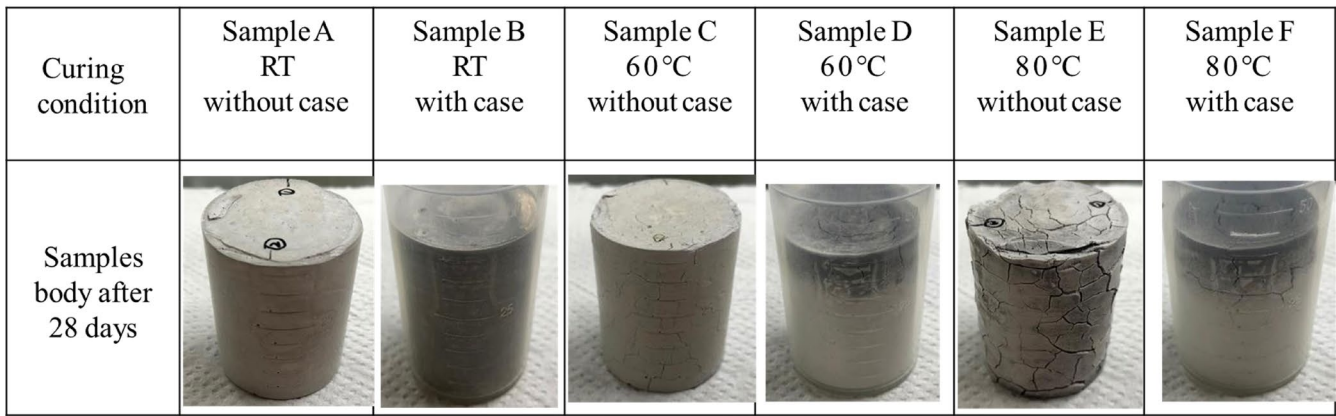 Curing
condition
Sample A
RT
without case
Sample B
RT
with case
Sample C
60°C
without case
Sample D
60°C
with case
Sample E
80°C
without case
Sample F
80°C
with case
Samples
body after
28 days
25